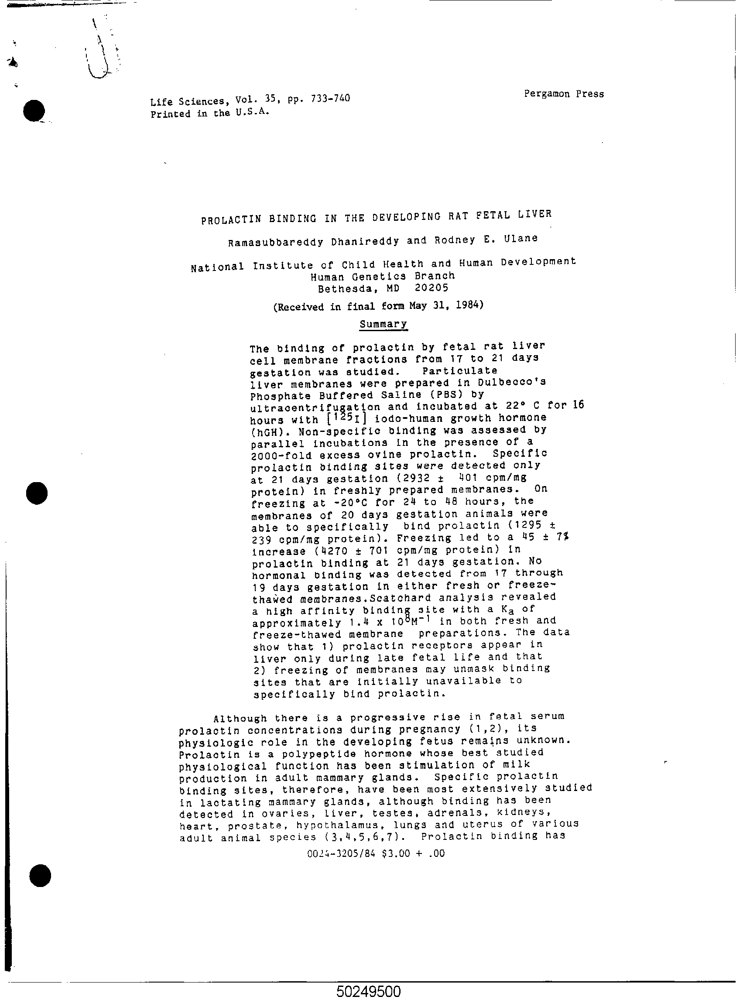 Life Sciences, Vol. 35, pp. 733-740
Printed in the U.S.A.
Pergamon Press
PROLACTIN BINDING IN THE DEVELOPING RAT FETAL LIVER
Ramasubbareddy Dhanireddy and Rodney E. Ulane
National Institute of Child Health and Human Development
Human Genetics Branch
Bethesda, MD 20205
(Received in final form May 31, 1984)
Summary
The binding of prolactin by fetal rat liver
cell membrane fractions from 17 to 21 days
gestation was studied. Particulate
liver membranes were prepared in Dulbecco's
Phosphate Buffered Saline (PBS) by
ultracentrifugation and incubated at 22° C for 16
hours with [125I] iodo-human growth hormone
(hGH). Non-specific binding was assessed by
parallel incubations in the presence of a
2000-fold excess ovine prolactin. Specific
prolactin binding sites were detected only
at 21 days gestation (2932 ± 401 cpm/mg
protein) in freshly prepared membranes. On
freezing at -20°C for 24 to 48 hours, the
membranes of 20 days gestation animals were
able to specifically bind prolactin (1295 ±
239 cpm/mg protein). Freezing led to a 45 ± 7%
increase (4270 ± 701 cpm/mg protein) in
prolactin binding at 21 days gestation. No
hormonal binding was detected from 17 through
19 days gestation in either fresh or freeze-
thawed membranes.Scatchard analysis revealed
a high affinity binding site with a Ka of
approximately 1.4 x 10⁸M⁻¹ in both fresh and
freeze-thawed membrane preparations. The data
show that 1) prolactin receptors appear in
liver only during late fetal life and that
2) freezing of membranes may unmask binding
sites that are initially unavailable to
specifically bind prolactin.
Although there is a progressive rise in fetal serum
prolactin concentrations during pregnancy (1,2), its
physiologic role in the developing fetus remains unknown.
Prolactin is a polypeptide hormone whose best studied
physiological function has been stimulation of milk
production in adult mammary glands. Specific prolactin
binding sites, therefore, have been most extensively studied
in lactating mammary glands, although binding has been
detected in ovaries, liver, testes, adrenals, kidneys,
heart, prostate, hypothalamus, lungs and uterus of various
adult animal species (3,4,5,6,7). Prolactin binding has
0024-3205/84 $3.00 + .00
50249500